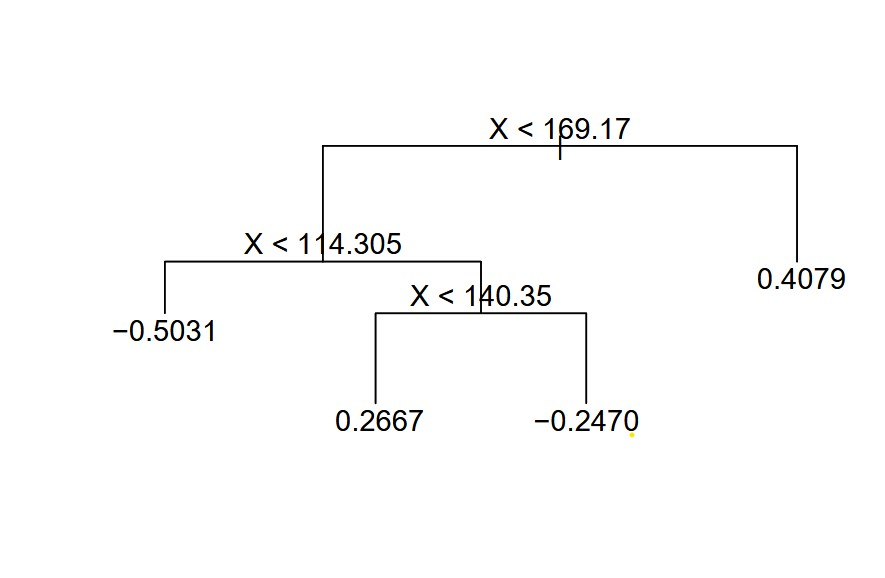 X < 169.17
X < 114.305
0.4079
X < 140.35
−0.5031
0.2667
−0.2470